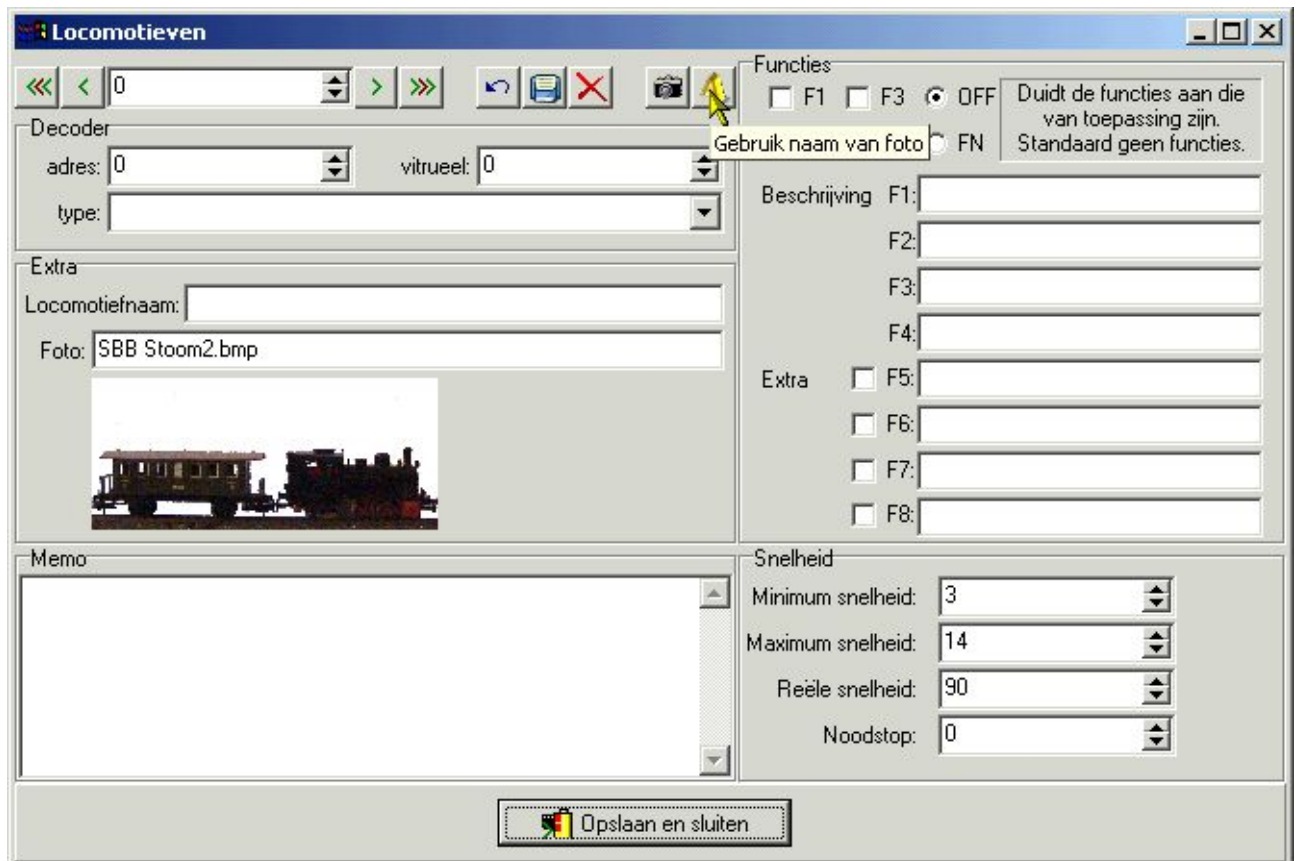 Locomotieven
0
Functies
F1 F3 OFF
Duidt de functies aan die
van toepassing zijn.
Standaard geen functies.
Gebruik naam van foto
FN
Decoder
adres: 0 vitrueel: 0
type:
Beschrijving F1:
F2:
F3:
F4:
Extra F5:
F6:
F7:
F8:
Extra
Locomotiefnaam:
Foto: SBB Stoom2.bmp
Memo
Snelheid
Minimum snelheid: 3
Maximum snelheid: 14
Reële snelheid: 90
Noodstop: 0
Opslaan en sluiten